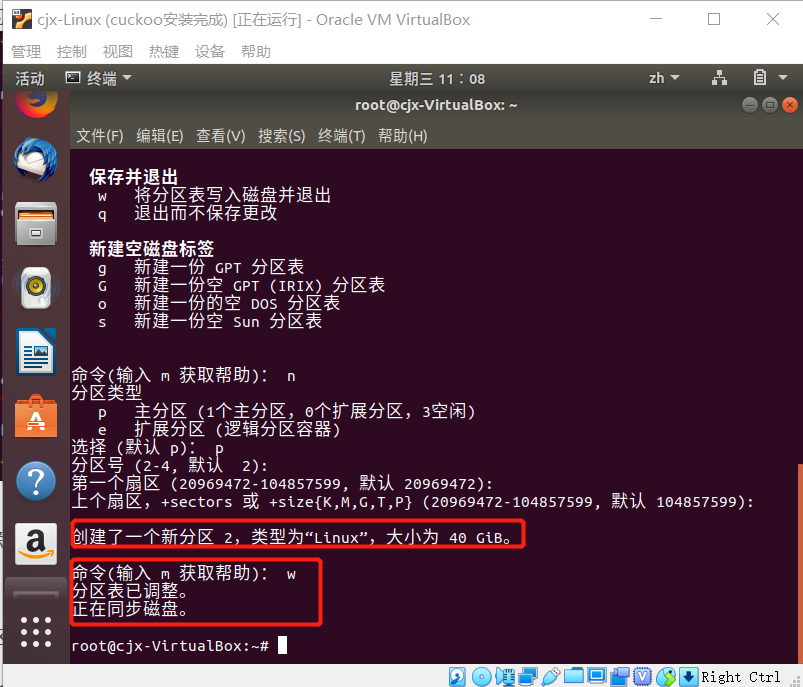 cjx-Linux (cuckoo安装完成) [正在运行] - Oracle VM VirtualBox
管理 控制 视图 热键 设备 帮助
活动 终端 星期三 11：08 zh
root@cjx-VirtualBox: ~
文件(F) 编辑(E) 查看(V) 搜索(S) 终端(T) 帮助(H)
保存并退出
w 将分区表写入磁盘并退出
q 退出而不保存更改
新建空磁盘标签
g 新建一份 GPT 分区表
G 新建一份空 GPT (IRIX) 分区表
o 新建一份的空 DOS 分区表
s 新建一份空 Sun 分区表
命令(输入 m 获取帮助)： n
分区类型
p 主分区 (1个主分区，0个扩展分区，3空闲)
e 扩展分区 (逻辑分区容器)
选择 (默认 p)： p
分区号 (2-4, 默认 2):
第一个扇区 (20969472-104857599, 默认 20969472):
上个扇区，+sectors 或 +size{K,M,G,T,P} (20969472-104857599, 默认 104857599):
创建了一个新分区 2，类型为“Linux”，大小为 40 GiB。
命令(输入 m 获取帮助)： w
分区表已调整。
正在同步磁盘。
root@cjx-VirtualBox:~#
Right Ctrl